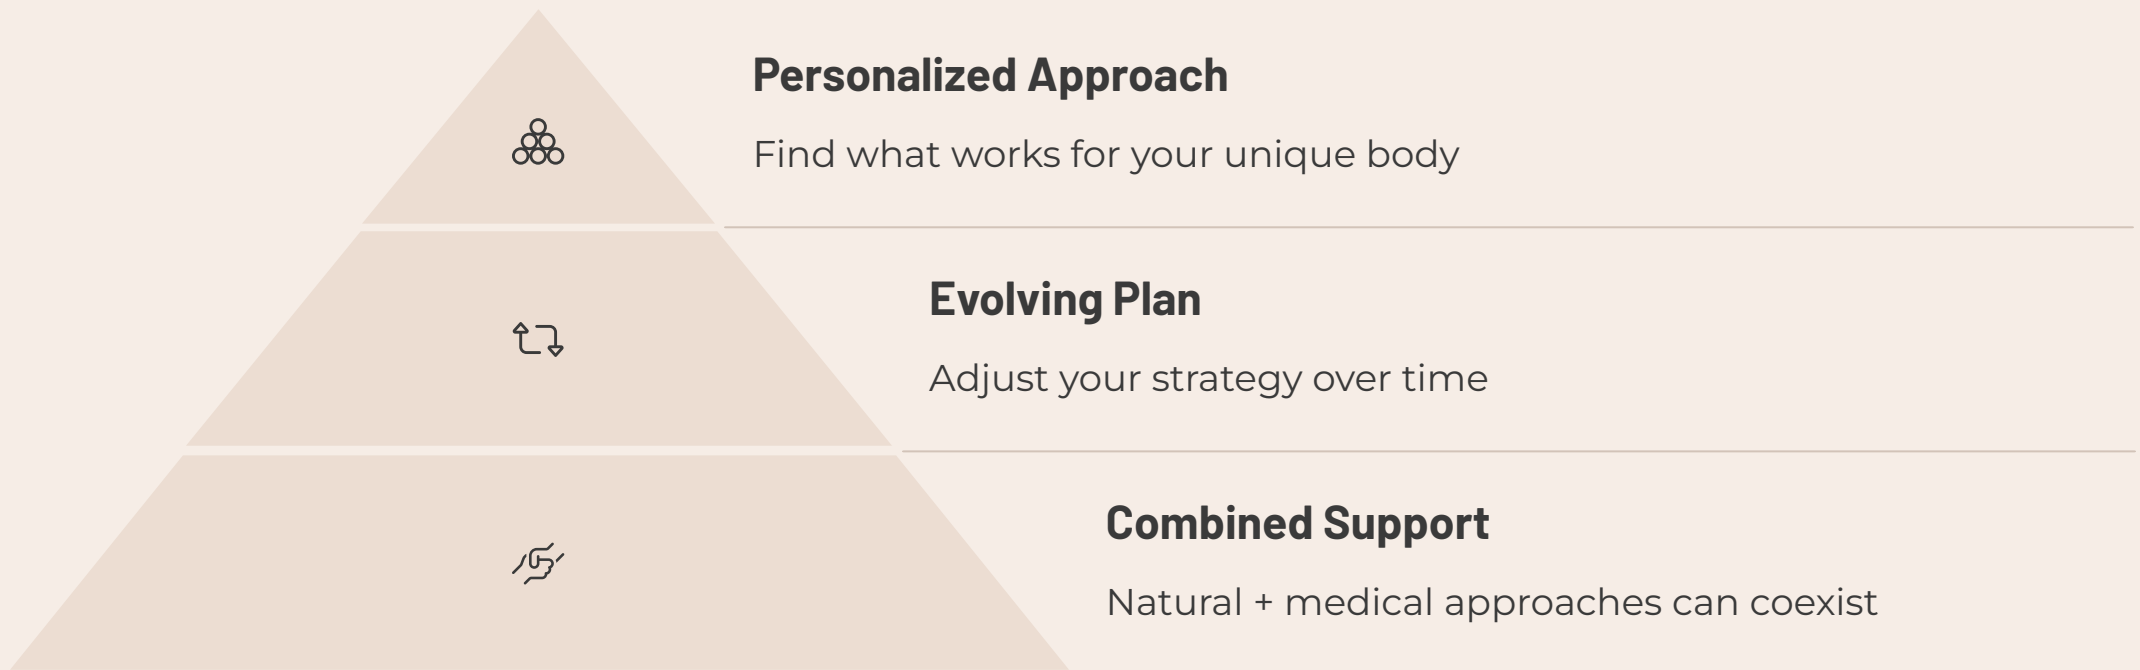 Personalized Approach
Find what works for your unique body
Evolving Plan
Adjust your strategy over time
Combined Support
Natural + medical approaches can coexist